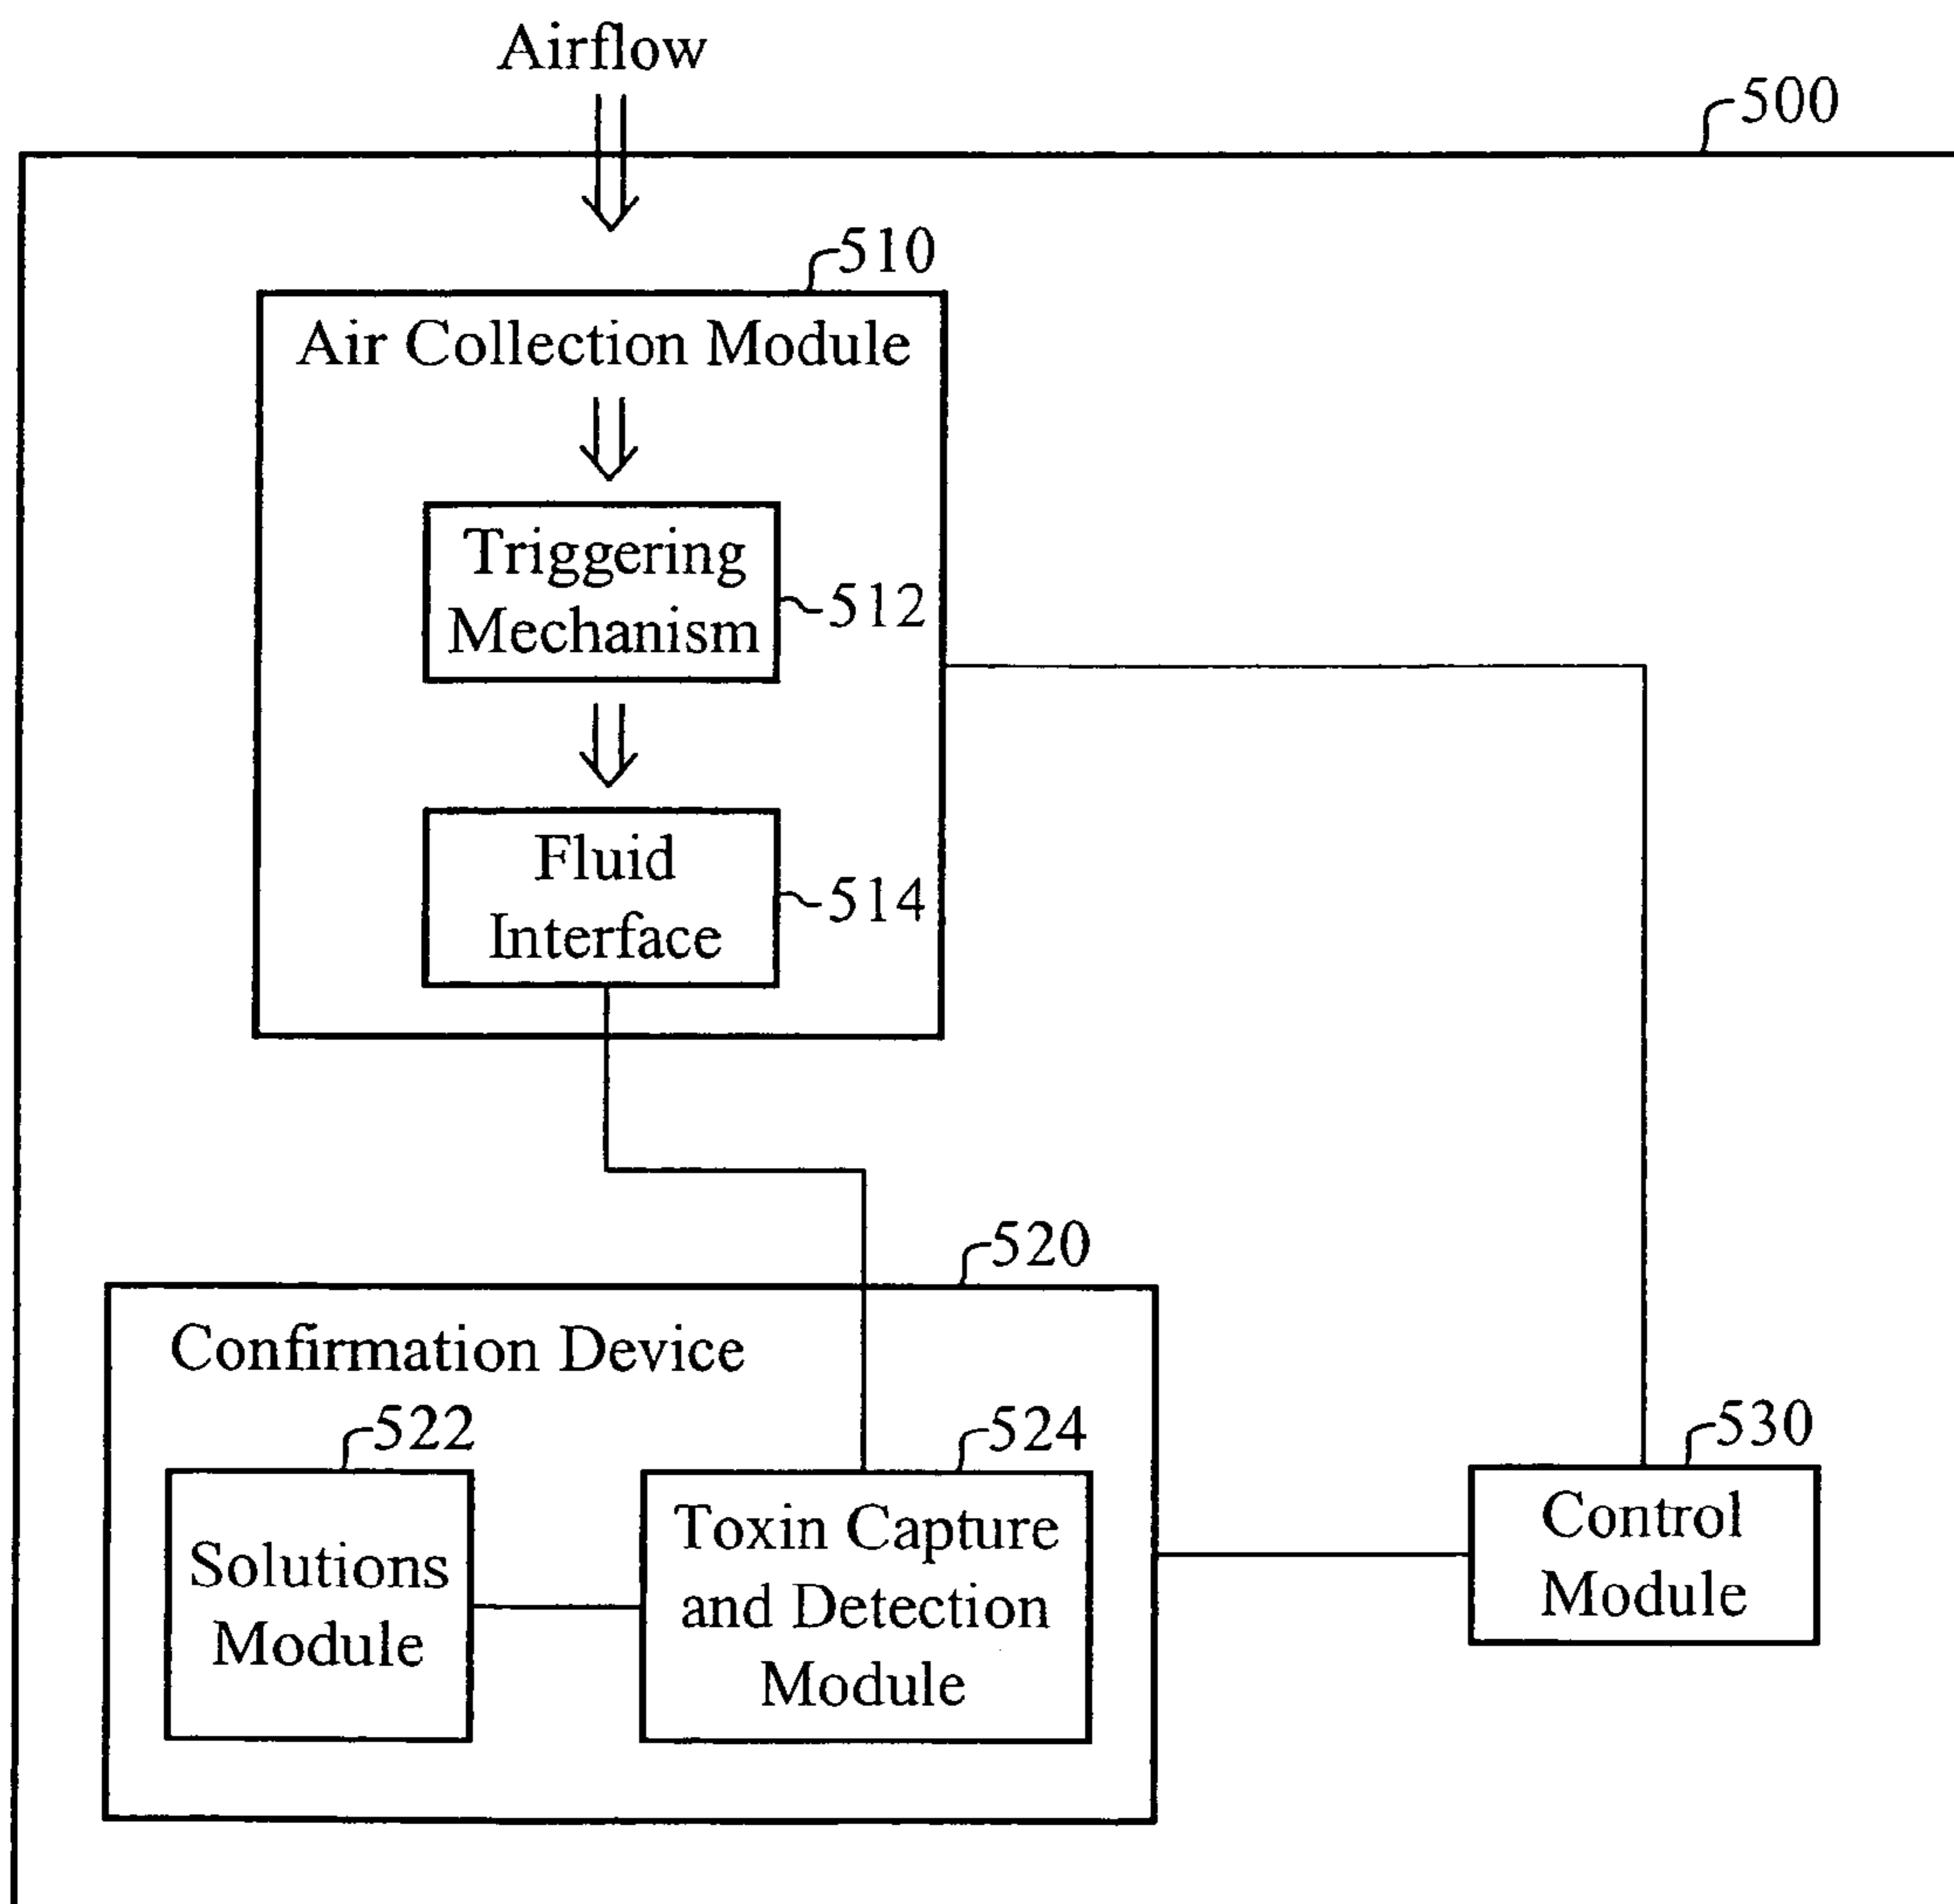 Airflow
500
510
Air Collection Module
Triggering
Mechanism
512
Fluid
Interface
514
520
Confirmation Device
522
524
530
Solutions
Module
Toxin Capture
and Detection
Module
Control
Module